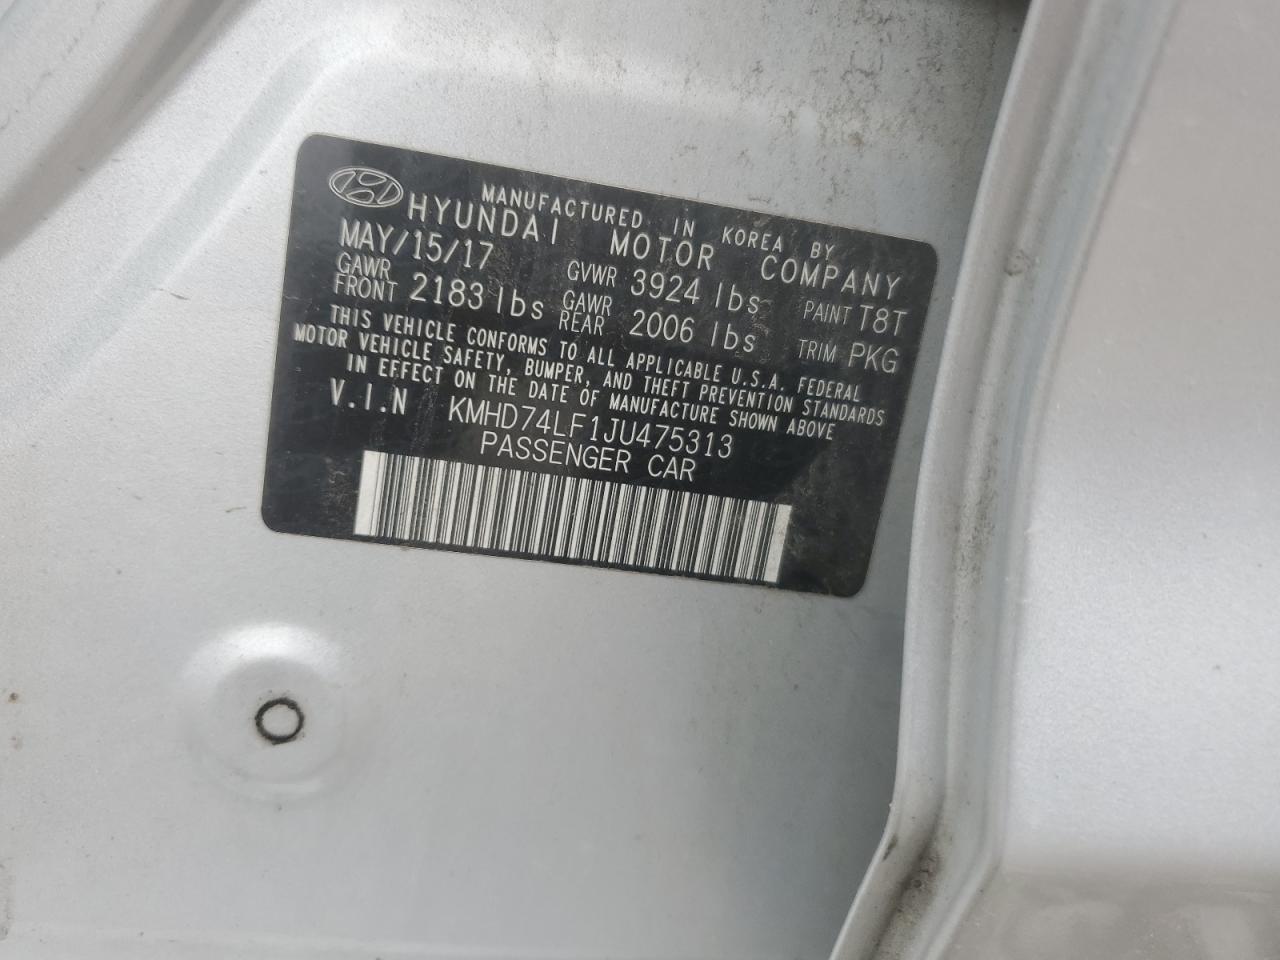 MANUFACTURED IN KOREA BY
HYUNDAI MOTOR COMPANY
MAY/15/17 GVWR 3924 lbs PAINT T8T
GAWR FRONT 2183 lbs GAWR REAR 2006 lbs TRIM PKG
THIS VEHICLE CONFORMS TO ALL APPLICABLE U.S.A. FEDERAL
MOTOR VEHICLE SAFETY, BUMPER, AND THEFT PREVENTION STANDARDS
IN EFFECT ON THE DATE OF MANUFACTURE SHOWN ABOVE
V.I.N KMHD74LF1JU475313
PASSENGER CAR